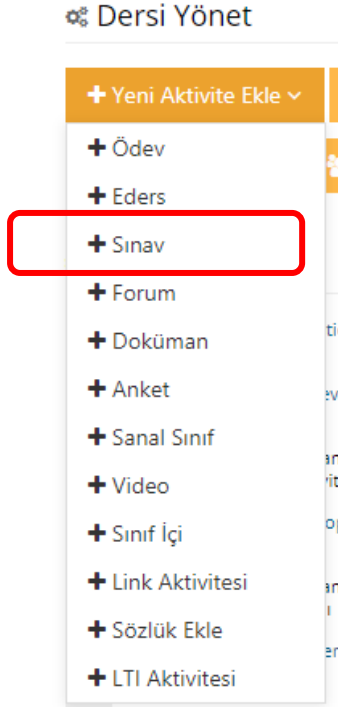 Dersi Yönet
Yeni Aktivite Ekle
Ödev
Eders
Sınav
Forum
Doküman
Anket
Sanal Sınıf
Video
Sınıf İçi
Link Aktivitesi
Sözlük Ekle
LTI Aktivitesi